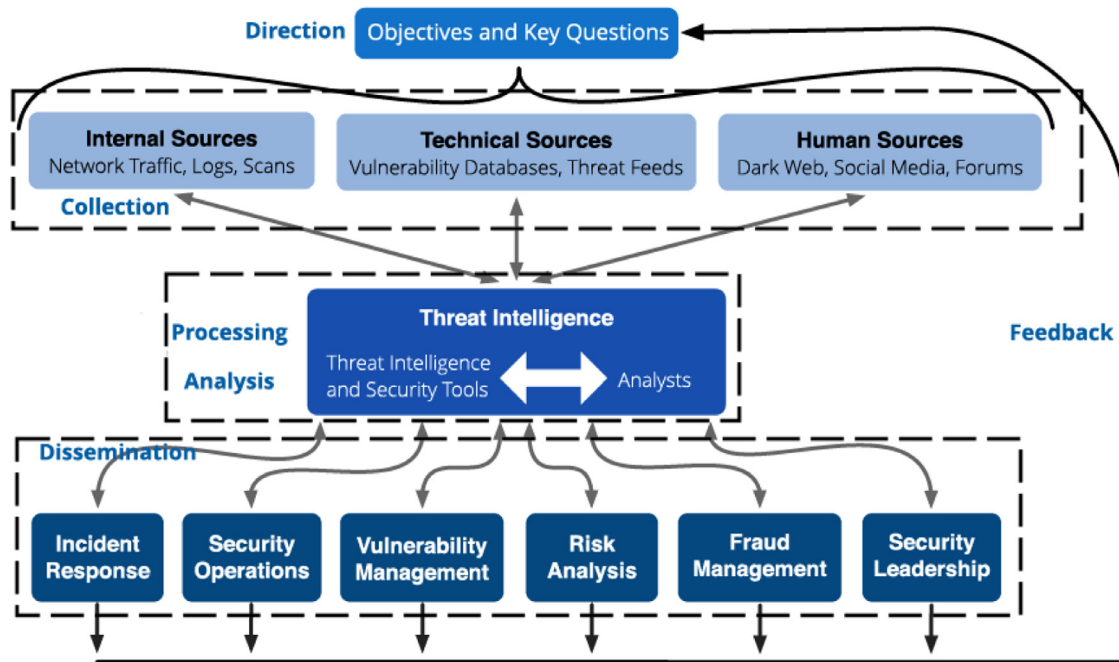 Direction
Objectives and Key Questions
Internal Sources
Network Traffic, Logs, Scans
Technical Sources
Vulnerability Databases, Threat Feeds
Human Sources
Dark Web, Social Media, Forums
Collection
Threat Intelligence
Processing
Analysis
Threat Intelligence
and Security Tools
Analysts
Feedback
Dissemination
Incident
Response
Security
Operations
Vulnerability
Management
Risk
Analysis
Fraud
Management
Security
Leadership